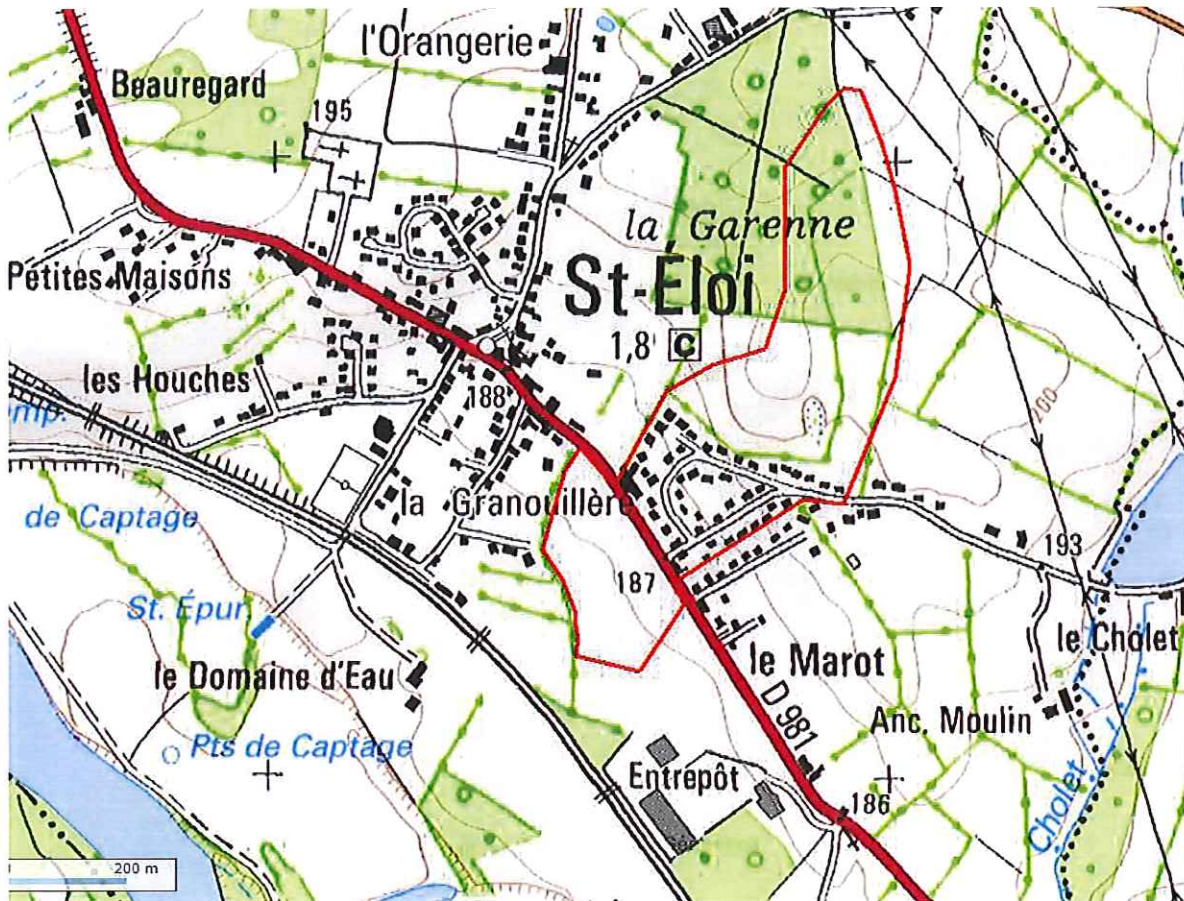 l'Orangerie
Beauregard
195
la Garenne
Petites Maisons
St-Éloi
1,8 C
les Houches
188
200
de Captage
la Granouillère
193
187
St. Épur.
le Cholet
le Domaine d'Eau
le Marot
D 981
Anc. Moulin
Pts de Captage
Entrepôt
186
Cholet
200 m